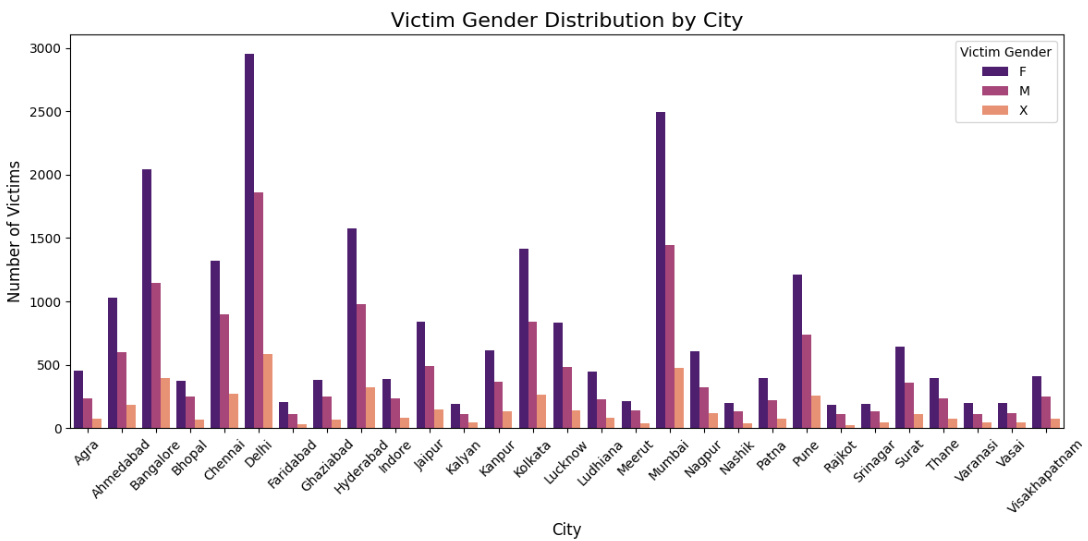 Victim Gender Distribution by City
Victim Gender
F
M
X
Number of Victims
3000
2500
2000
1500
1000
500
0
Agra
Ahmedabad
Bangalore
Bhopal
Chennai
Delhi
Faridabad
Ghaziabad
Hyderabad
Indore
Jaipur
Kalyan
Kanpur
Kolkata
Lucknow
Ludhiana
Meerut
Mumbai
Nagpur
Nashik
Patna
Pune
Rajkot
Srinagar
Surat
Thane
Varanasi
Vasai
Visakhapatnam
City